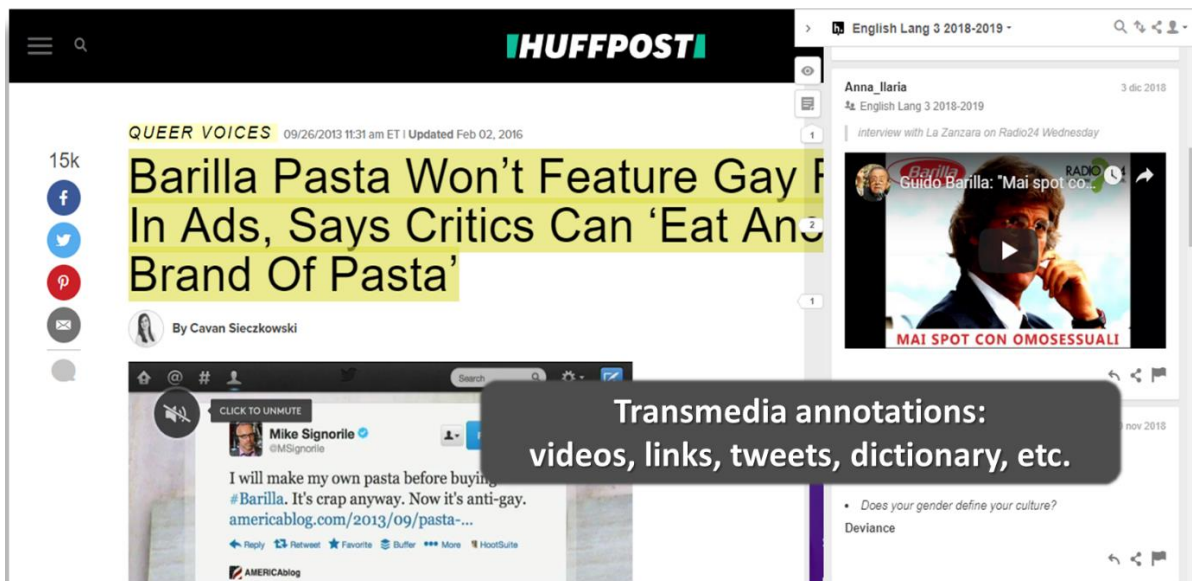 HUFFPOST
h. English Lang 3 2018-2019
QUEER VOICES 09/26/2013 11:31 am ET | Updated Feb 02, 2016
Barilla Pasta Won’t Feature Gay
In Ads, Says Critics Can ‘Eat
Brand Of Pasta’
15k
By Cavan Sieczkowski
@ # Search
CLICK TO UNMUTE
Mike Signorile
@MSignorile
I will make my own pasta before buying
#Barilla. It's crap anyway. Now it's anti-gay.
americablog.com/2013/09/pasta-...
Reply Retweet Favorite Buffer More HootSuite
AMERICAblog
Transmedia annotations:
videos, links, tweets, dictionary, etc.
1
2
1
Anna_Ilaria 3 dic 2018
English Lang 3 2018-2019
interview with La Zanzara on Radio24 Wednesday
Barilla
Guido Barilla: "Mai spot co...
MAI SPOT CON OMOSESSUALI
nov 2018
• Does your gender define your culture?
Deviance